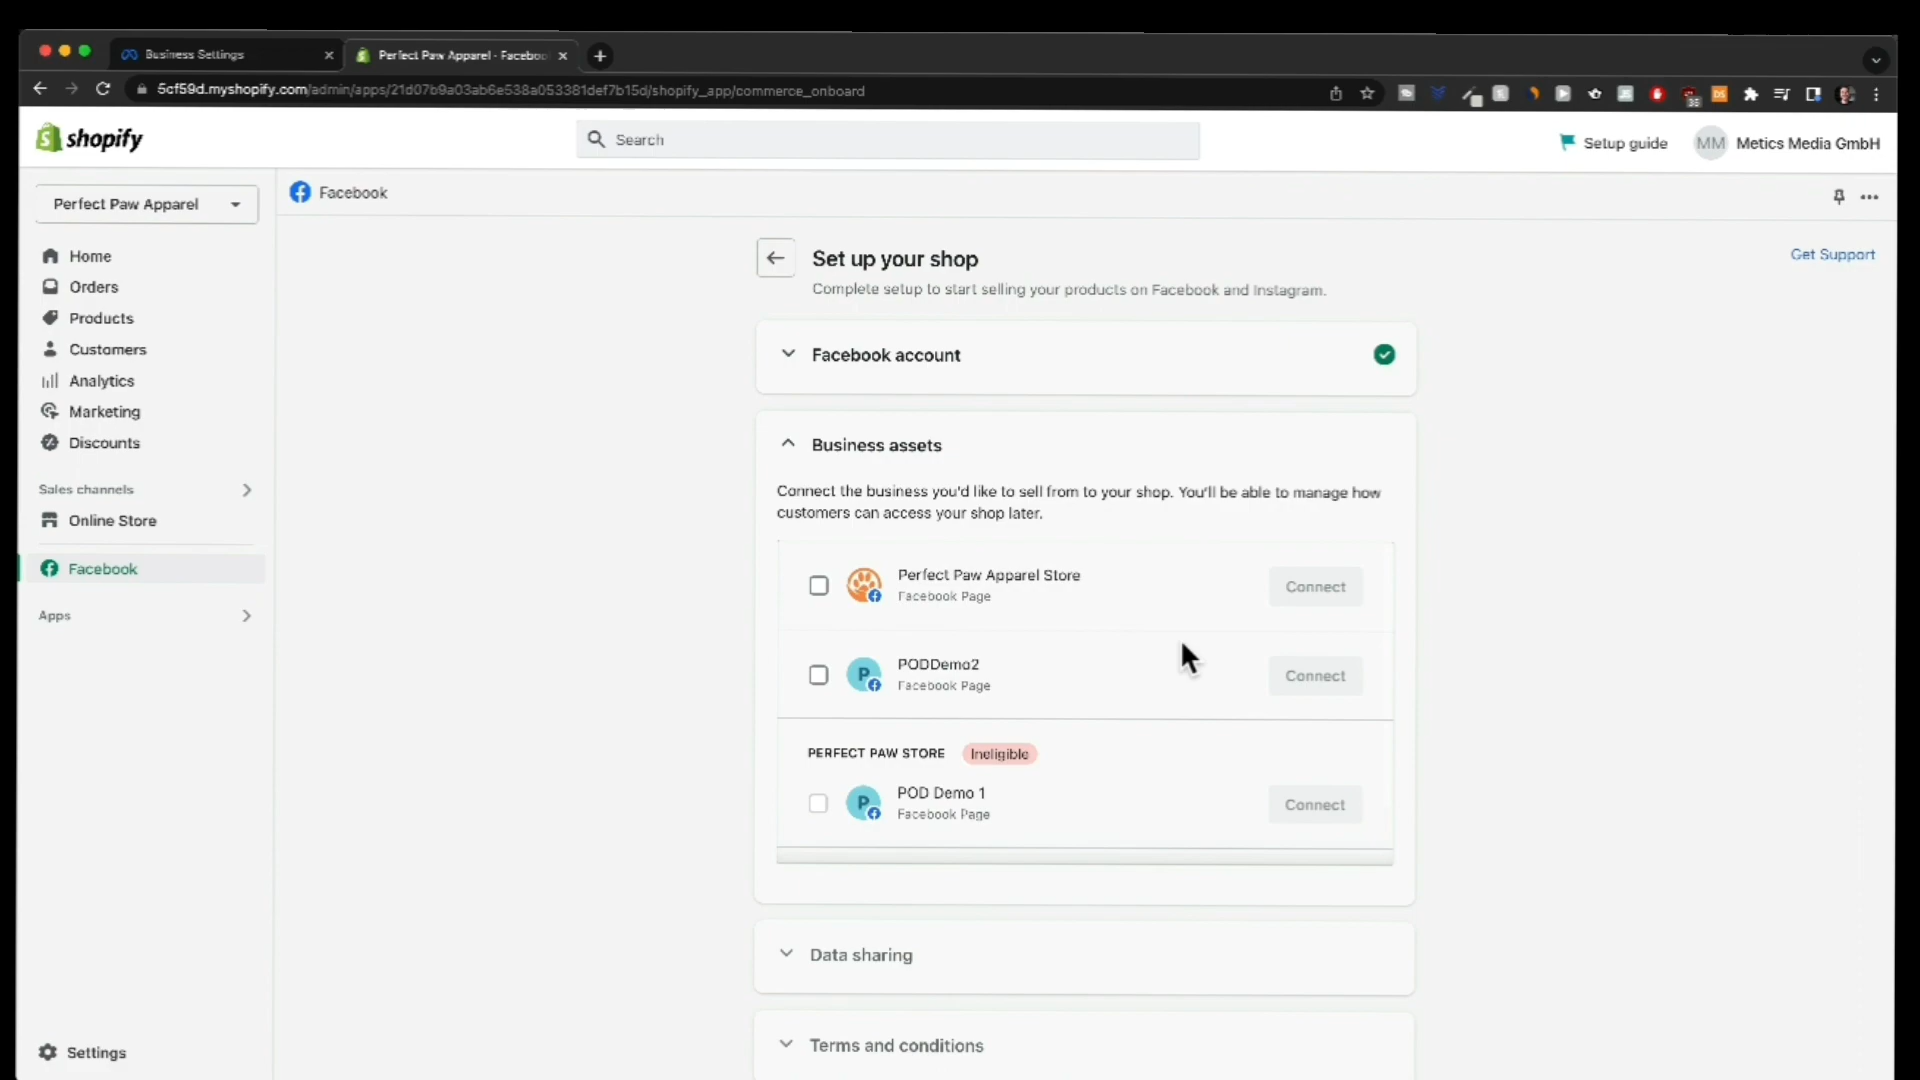 Business Settings
Perfect Paw Apparel - Faceboo
5cf59d.myshopify.com/admin/apps/21d07b9a03ab6e538a053381def7b15d/shopify_app/commerce_onboard
shopify
Search
Setup guide
MM
Metics Media GmbH
Perfect Paw Apparel
Facebook
Home
Orders
Products
Customers
Analytics
Marketing
Discounts
Sales channels
Online Store
Facebook
Apps
Settings
Set up your shop
Get Support
Complete setup to start selling your products on Facebook and Instagram.
Facebook account
Business assets
Connect the business you'd like to sell from to your shop. You'll be able to manage how
customers can access your shop later.
Perfect Paw Apparel Store
Facebook Page
Connect
P
PODDemo2
Facebook Page
Connect
PERFECT PAW STORE
Ineligible
P
POD Demo 1
Facebook Page
Connect
Data sharing
Terms and conditions